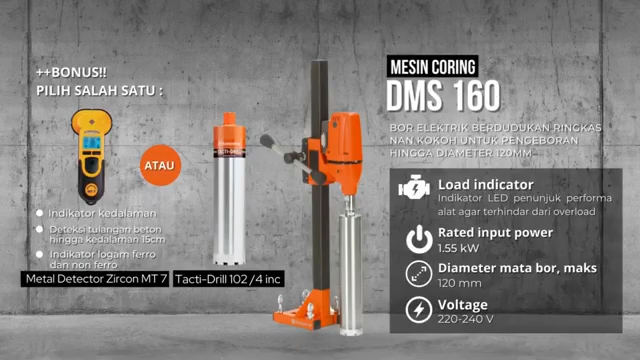 ++BONUS!!
PILIH SALAH SATU :
ATAU
TACTI-DRILL
Indikator kedalaman
Deteksi tulangan beton
hingga kedalaman 15cm
Indikator logam ferro
dan non ferro
Metal Detector Zircon MT 7
Tacti-Drill 102 /4 inc
MESIN CORING
DMS 160
BOR ELEKTRIK BERDUDUKAN RINGKAS
NAN KOKOH UNTUK PENGEBORAN
HINGGA DIAMETER 120MM
Load indicator
Indikator LED penunjuk performa
alat agar terhindar dari overload
Rated input power
1.55 kW
Diameter mata bor, maks
120 mm
Voltage
220-240 V